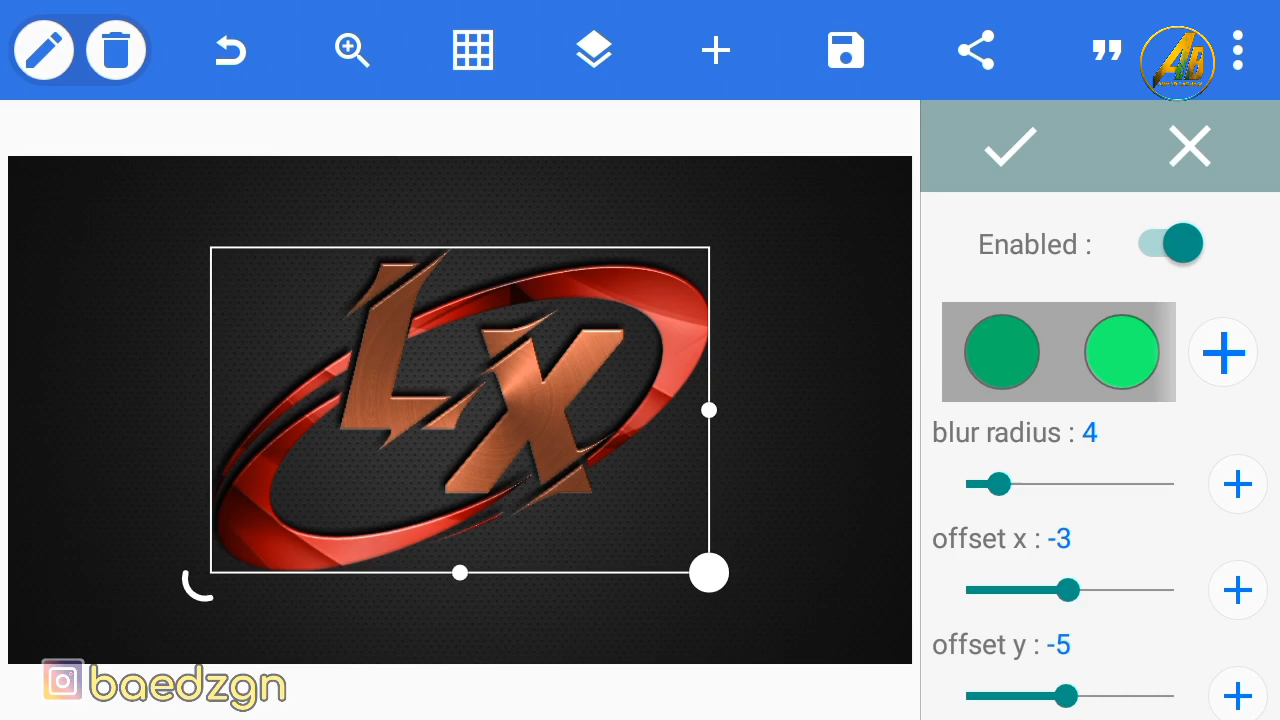 Enabled :
LX
blur radius : 4
offset x : -3
offset y : -5
baedzgn